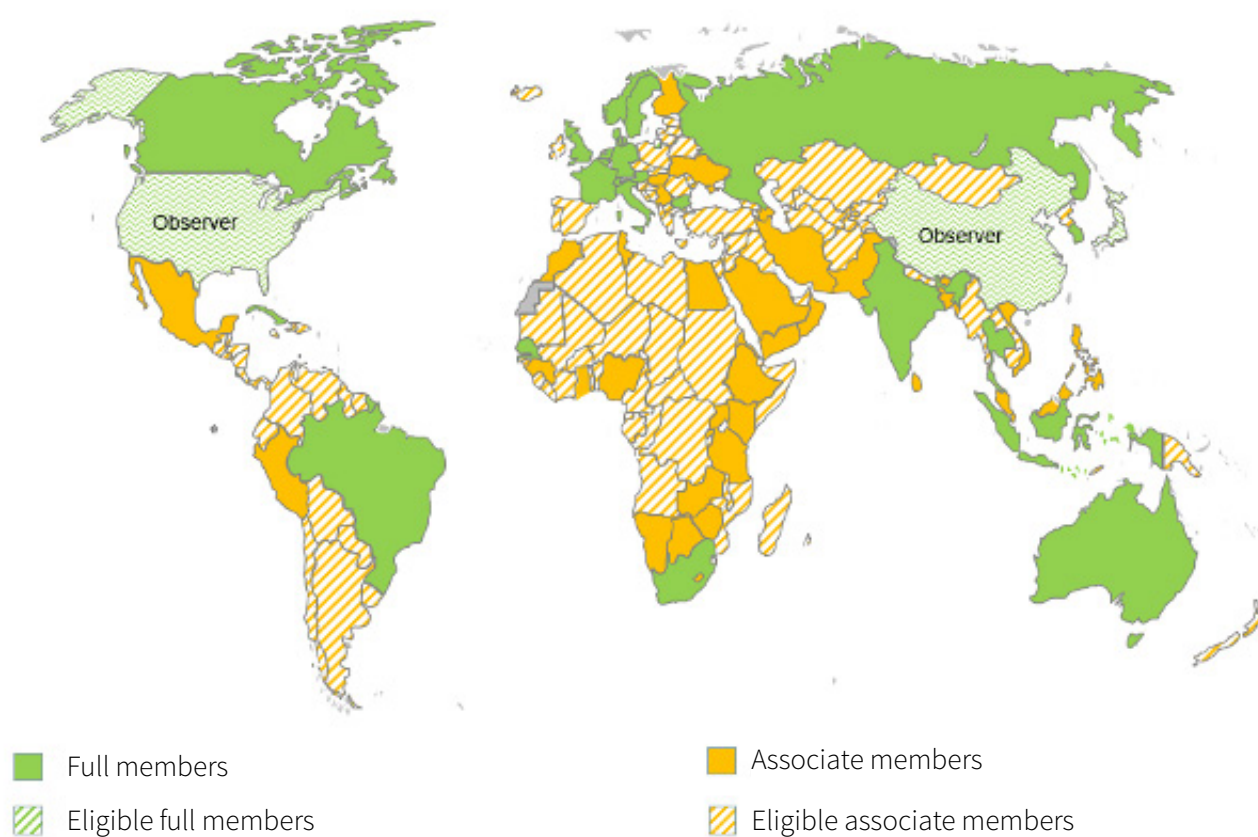 Observer
Observer
Full members
Associate members
Eligible full members
Eligible associate members